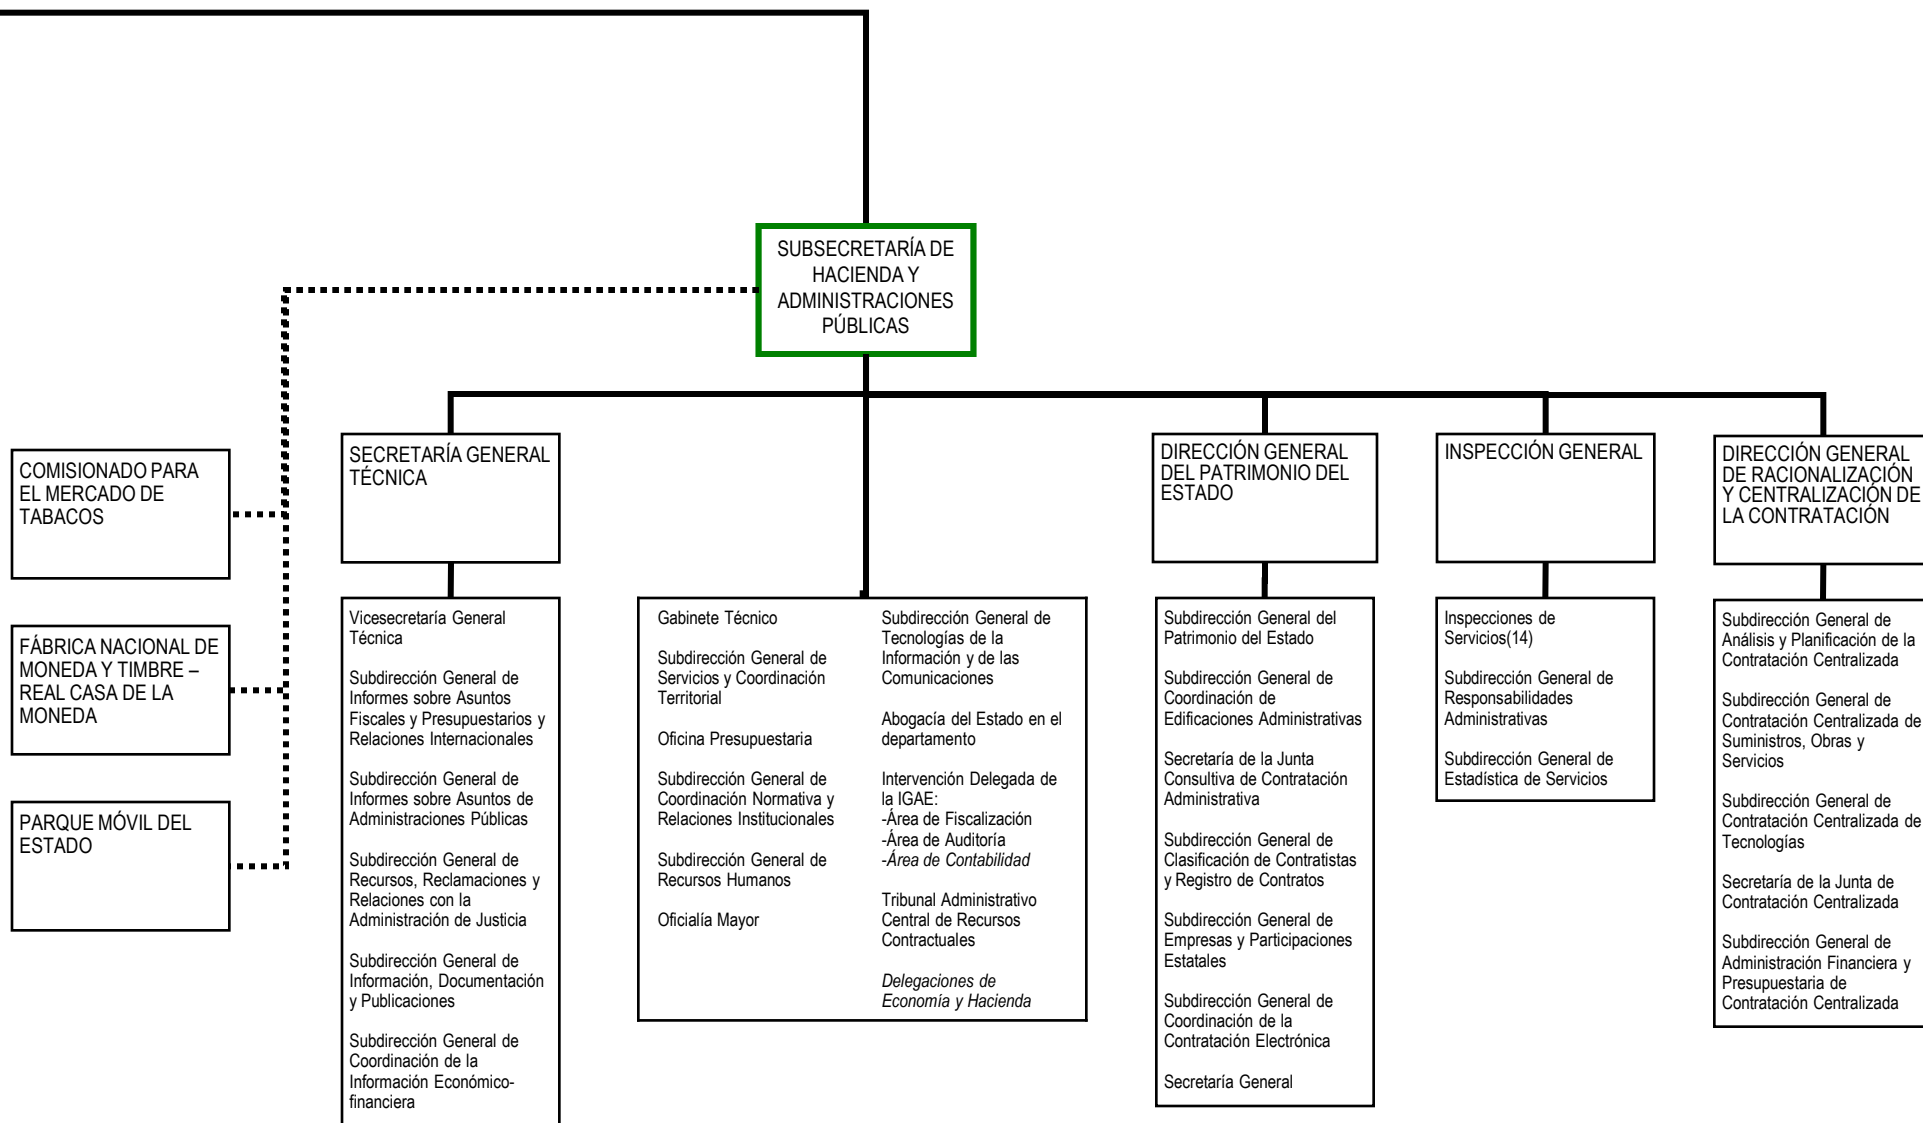 SUBSECRETARÍA DE
HACIENDA Y
ADMINISTRACIONES
PÚBLICAS
COMISIONADO PARA
EL MERCADO DE
TABACOS
FÁBRICA NACIONAL DE
MONEDA Y TIMBRE –
REAL CASA DE LA
MONEDA
PARQUE MÓVIL DEL
ESTADO
SECRETARÍA GENERAL
TÉCNICA
Vicesecretaría General
Técnica
Subdirección General de
Informes sobre Asuntos
Fiscales y Presupuestarios y
Relaciones Internacionales
Subdirección General de
Informes sobre Asuntos de
Administraciones Públicas
Subdirección General de
Recursos, Reclamaciones y
Relaciones con la
Administración de Justicia
Subdirección General de
Información, Documentación
y Publicaciones
Subdirección General de
Coordinación de la
Información Económico-
financiera
Gabinete Técnico
Subdirección General de
Servicios y Coordinación
Territorial
Oficina Presupuestaria
Subdirección General de
Coordinación Normativa y
Relaciones Institucionales
Subdirección General de
Recursos Humanos
Oficialía Mayor
Subdirección General de
Tecnologías de la
Información y de las
Comunicaciones
Abogacía del Estado en el
departamento
Intervención Delegada de
la IGAE:
-Área de Fiscalización
-Área de Auditoría
-Área de Contabilidad
Tribunal Administrativo
Central de Recursos
Contractuales
Delegaciones de
Economía y Hacienda
DIRECCIÓN GENERAL
DEL PATRIMONIO DEL
ESTADO
Subdirección General del
Patrimonio del Estado
Subdirección General de
Coordinación de
Edificaciones Administrativas
Secretaría de la Junta
Consultiva de Contratación
Administrativa
Subdirección General de
Clasificación de Contratistas
y Registro de Contratos
Subdirección General de
Empresas y Participaciones
Estatales
Subdirección General de
Coordinación de la
Contratación Electrónica
Secretaría General
INSPECCIÓN GENERAL
Inspecciones de
Servicios(14)
Subdirección General de
Responsabilidades
Administrativas
Subdirección General de
Estadística de Servicios
DIRECCIÓN GENERAL
DE RACIONALIZACIÓN
Y CENTRALIZACIÓN DE
LA CONTRATACIÓN
Subdirección General de
Análisis y Planificación de la
Contratación Centralizada
Subdirección General de
Contratación Centralizada de
Suministros, Obras y
Servicios
Subdirección General de
Contratación Centralizada de
Tecnologías
Secretaría de la Junta de
Contratación Centralizada
Subdirección General de
Administración Financiera y
Presupuestaria de
Contratación Centralizada